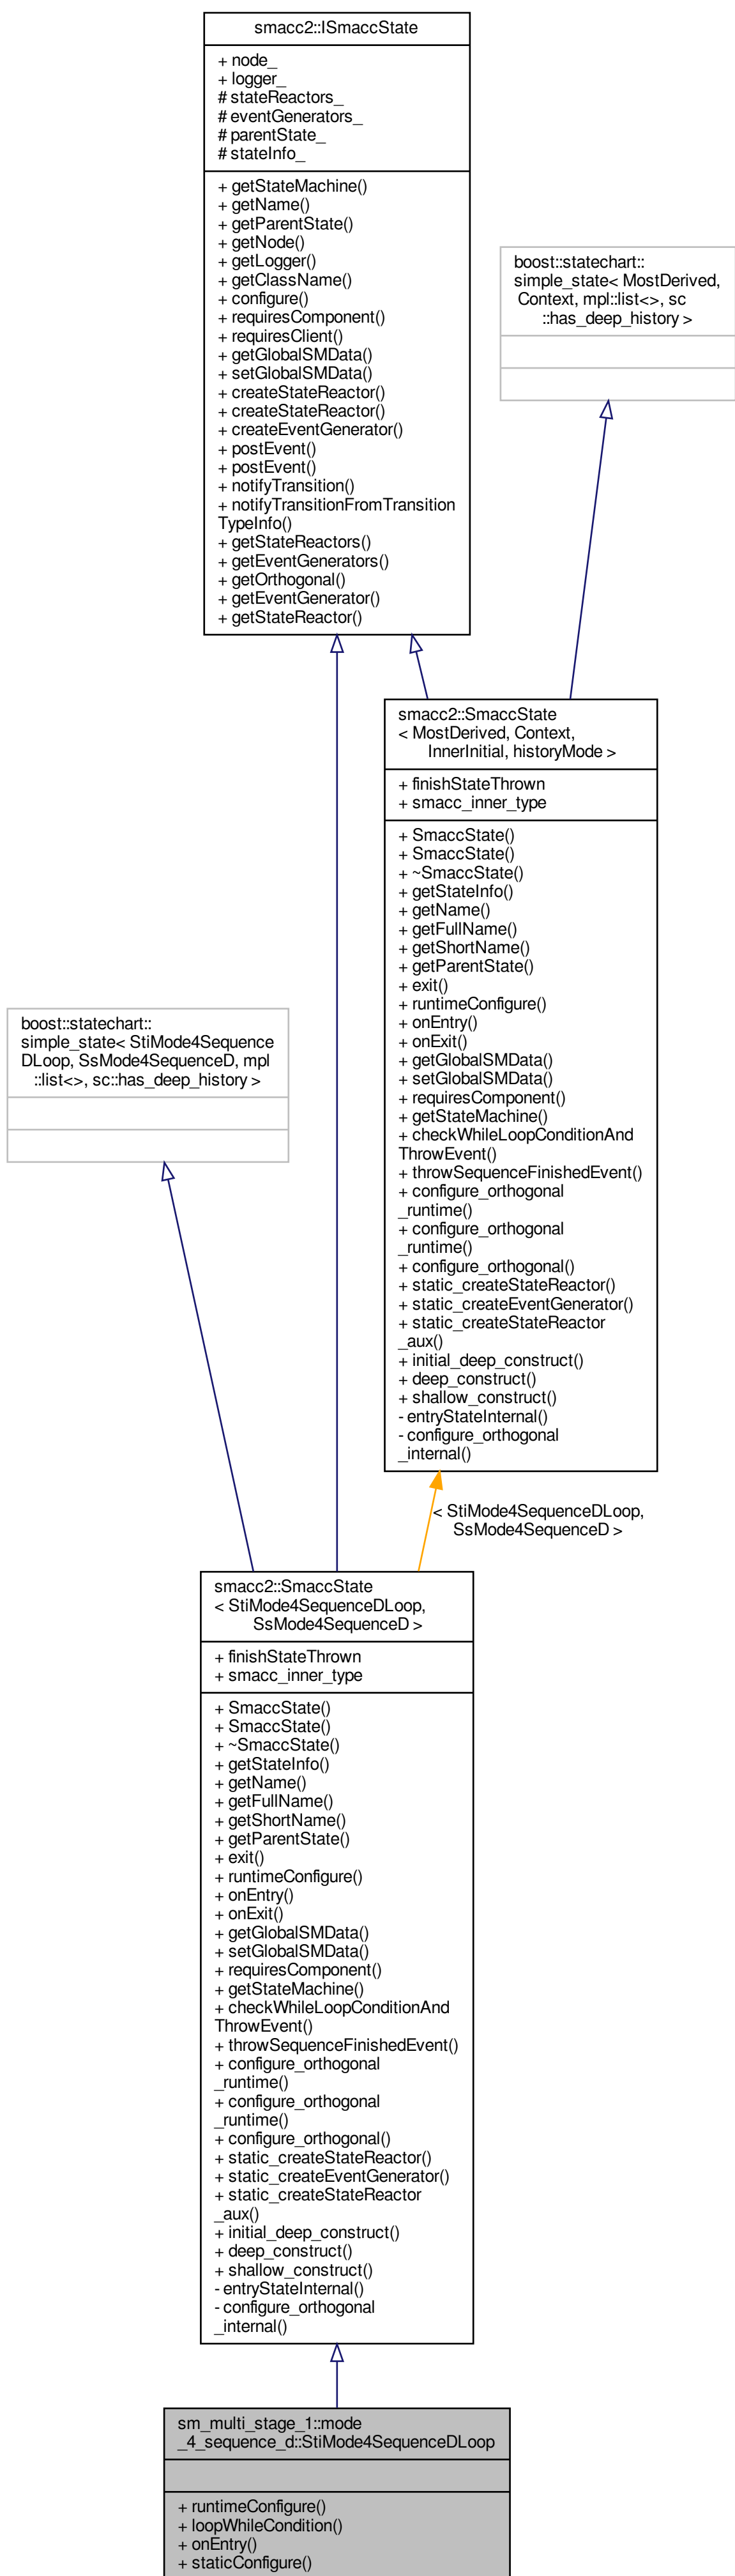 smacc2::ISmaccState
+ node_
+ logger_
# stateReactors_
# eventGenerators_
# parentState_
# stateInfo_
+ getStateMachine()
+ getName()
+ getParentState()
+ getNode()
+ getLogger()
+ getClassName()
+ configure()
+ requiresComponent()
+ requiresClient()
+ getGlobalSMData()
+ setGlobalSMData()
+ createStateReactor()
+ createStateReactor()
+ createEventGenerator()
+ postEvent()
+ postEvent()
+ notifyTransition()
+ notifyTransitionFromTransition
TypeInfo()
+ getStateReactors()
+ getEventGenerators()
+ getOrthogonal()
+ getEventGenerator()
+ getStateReactor()
boost::statechart::
simple_state< MostDerived,
Context, mpl::list<>, sc
::has_deep_history >
smacc2::SmaccState
< MostDerived, Context,
InnerInitial, historyMode >
+ finishStateThrown
+ smacc_inner_type
+ SmaccState()
+ SmaccState()
+ ~SmaccState()
+ getStateInfo()
+ getName()
+ getFullName()
+ getShortName()
+ getParentState()
+ exit()
+ runtimeConfigure()
+ onEntry()
+ onExit()
+ getGlobalSMData()
+ setGlobalSMData()
+ requiresComponent()
+ getStateMachine()
+ checkWhileLoopConditionAnd
ThrowEvent()
+ throwSequenceFinishedEvent()
+ configure_orthogonal
_runtime()
+ configure_orthogonal
_runtime()
+ configure_orthogonal()
+ static_createStateReactor()
+ static_createEventGenerator()
+ static_createStateReactor
_aux()
+ initial_deep_construct()
+ deep_construct()
+ shallow_construct()
- entryStateInternal()
- configure_orthogonal
_internal()
boost::statechart::
simple_state< StiMode4Sequence
DLoop, SsMode4SequenceD, mpl
::list<>, sc::has_deep_history >
< StiMode4SequenceDLoop,
SsMode4SequenceD >
smacc2::SmaccState
< StiMode4SequenceDLoop,
SsMode4SequenceD >
+ finishStateThrown
+ smacc_inner_type
+ SmaccState()
+ SmaccState()
+ ~SmaccState()
+ getStateInfo()
+ getName()
+ getFullName()
+ getShortName()
+ getParentState()
+ exit()
+ runtimeConfigure()
+ onEntry()
+ onExit()
+ getGlobalSMData()
+ setGlobalSMData()
+ requiresComponent()
+ getStateMachine()
+ checkWhileLoopConditionAnd
ThrowEvent()
+ throwSequenceFinishedEvent()
+ configure_orthogonal
_runtime()
+ configure_orthogonal
_runtime()
+ configure_orthogonal()
+ static_createStateReactor()
+ static_createEventGenerator()
+ static_createStateReactor
_aux()
+ initial_deep_construct()
+ deep_construct()
+ shallow_construct()
- entryStateInternal()
- configure_orthogonal
_internal()
sm_multi_stage_1::mode
_4_sequence_d::StiMode4SequenceDLoop
+ runtimeConfigure()
+ loopWhileCondition()
+ onEntry()
+ staticConfigure()